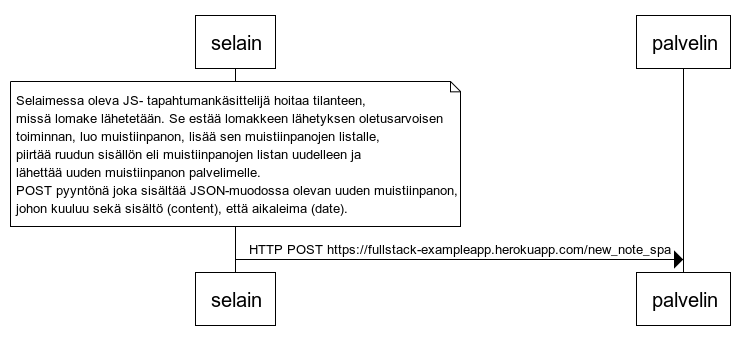 selain
palvelin
Selaimessa oleva JS- tapahtumankäsittelijä hoitaa tilanteen,
missä lomake lähetetään. Se estää lomakkeen lähetyksen oletusarvoisen
toiminnan, luo muistiinpanon, lisää sen muistiinpanojen listalle,
piirtää ruudun sisällön eli muistiinpanojen listan uudelleen ja
lähettää uuden muistiinpanon palvelimelle.
POST pyyntönä joka sisältää JSON-muodossa olevan uuden muistiinpanon,
johon kuuluu sekä sisältö (content), että aikaleima (date).
HTTP POST https://fullstack-exampleapp.herokuapp.com/new_note_spa
selain
palvelin